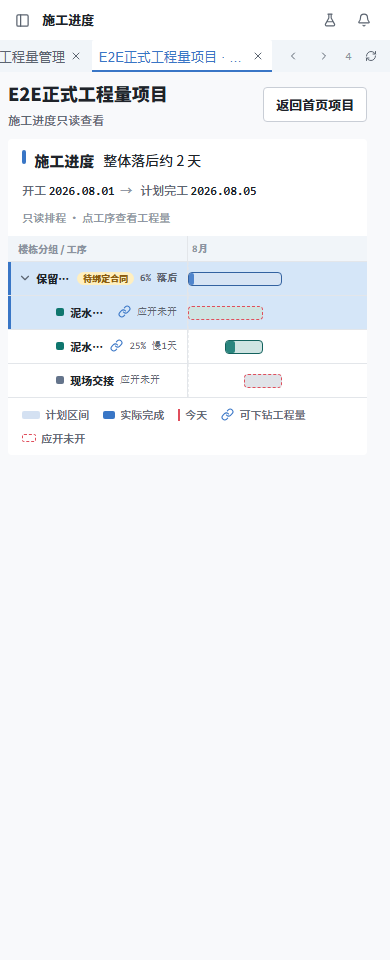 施工进度
工程量管理
E2E正式工程量项目 · …
4
E2E正式工程量项目
施工进度只读查看
返回首页项目
施工进度 整体落后约 2 天
开工 2026.08.01 → 计划完工 2026.08.05
只读排程 · 点工序查看工程量
楼栋分组 / 工序 8月
保留… 待绑定合同 6% 落后
泥水… 应开未开
泥水… 25% 慢1天
现场交接 应开未开
计划区间 实际完成 今天 可下钻工程量
应开未开